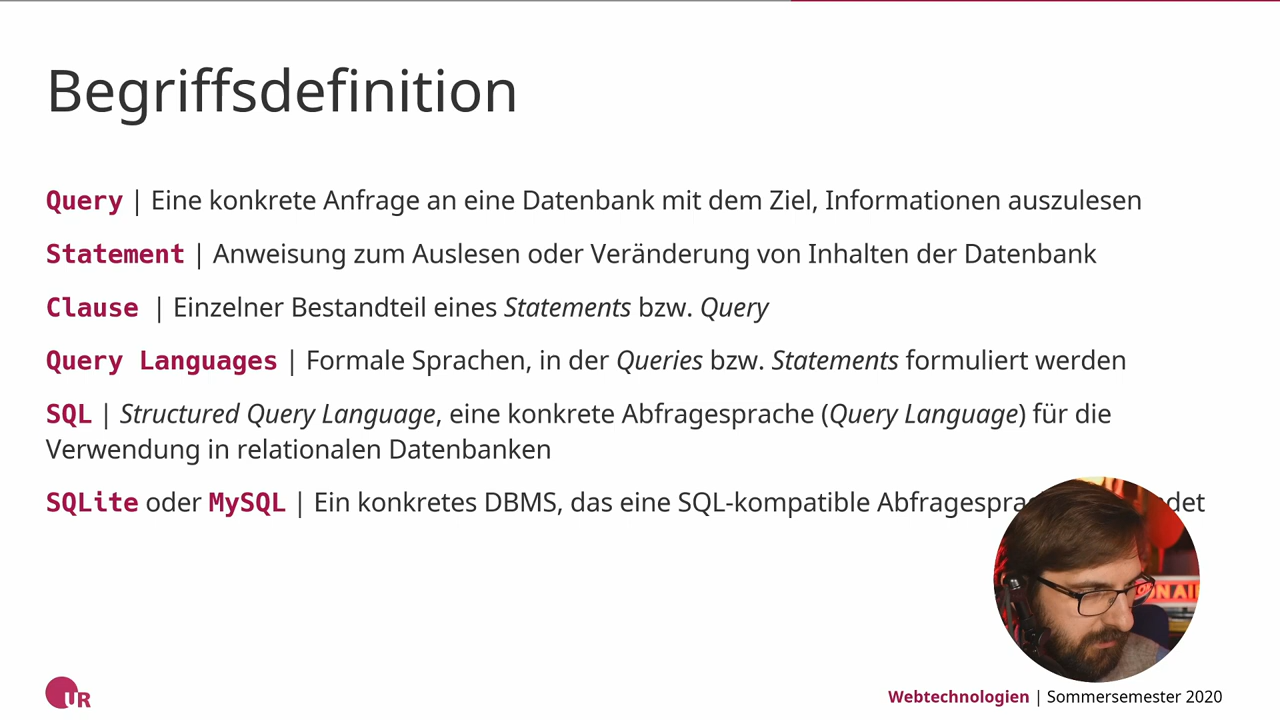 Begriffsdefinition
Query | Eine konkrete Anfrage an eine Datenbank mit dem Ziel, Informationen auszulesen
Statement | Anweisung zum Auslesen oder Veränderung von Inhalten der Datenbank
Clause | Einzelner Bestandteil eines Statements bzw. Query
Query Languages | Formale Sprachen, in der Queries bzw. Statements formuliert werden
SQL | Structured Query Language, eine konkrete Abfragesprache (Query Language) für die
Verwendung in relationalen Datenbanken
SQLite oder MySQL | Ein konkretes DBMS, das eine SQL-kompatible
ON AIR
UR
Webtechnologien | Sommersemester 2020